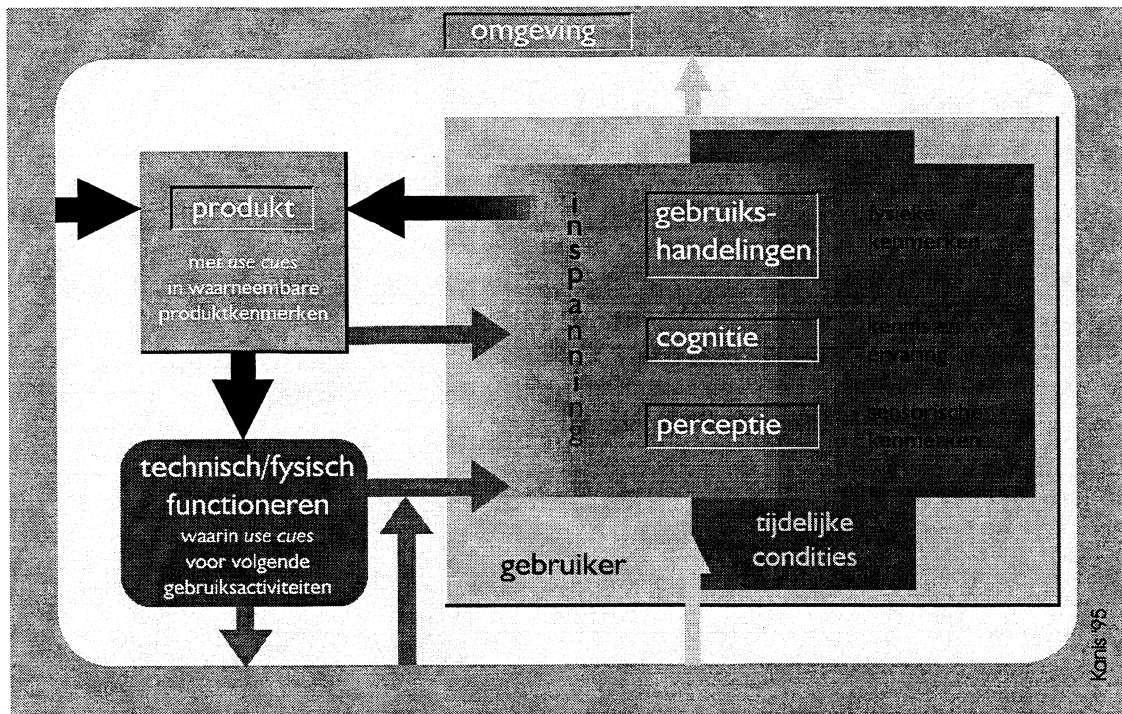 omgeving
produkt
met use cues
in waarneembare
produktkenmerken
technisch/fysisch
functioneren
waarin use cues
voor volgende
gebruiksactiviteiten
inspanning
gebruiks-
handelingen
cognitie
perceptie
fysieke
kenmerken
kennis en
ervaring
sensorische
kenmerken
tijdelijke
condities
gebruiker
Kanis '95